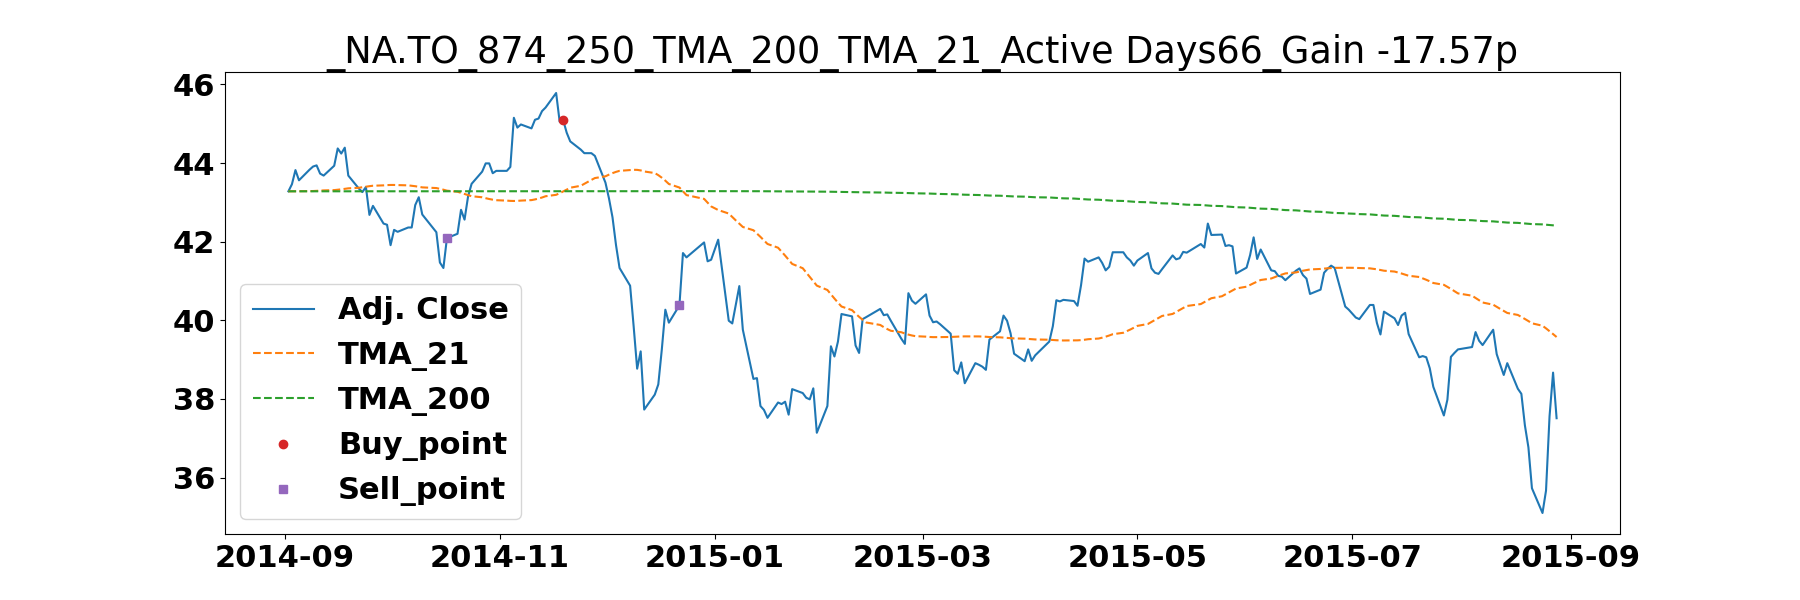 _NA.TO_874_250_TMA_200_TMA_21_Active Days66_Gain -17.57p
46
44
42
40
38
36
Adj. Close
TMA_21
TMA_200
Buy_point
Sell_point
2014-09 2014-11 2015-01 2015-03 2015-05 2015-07 2015-09